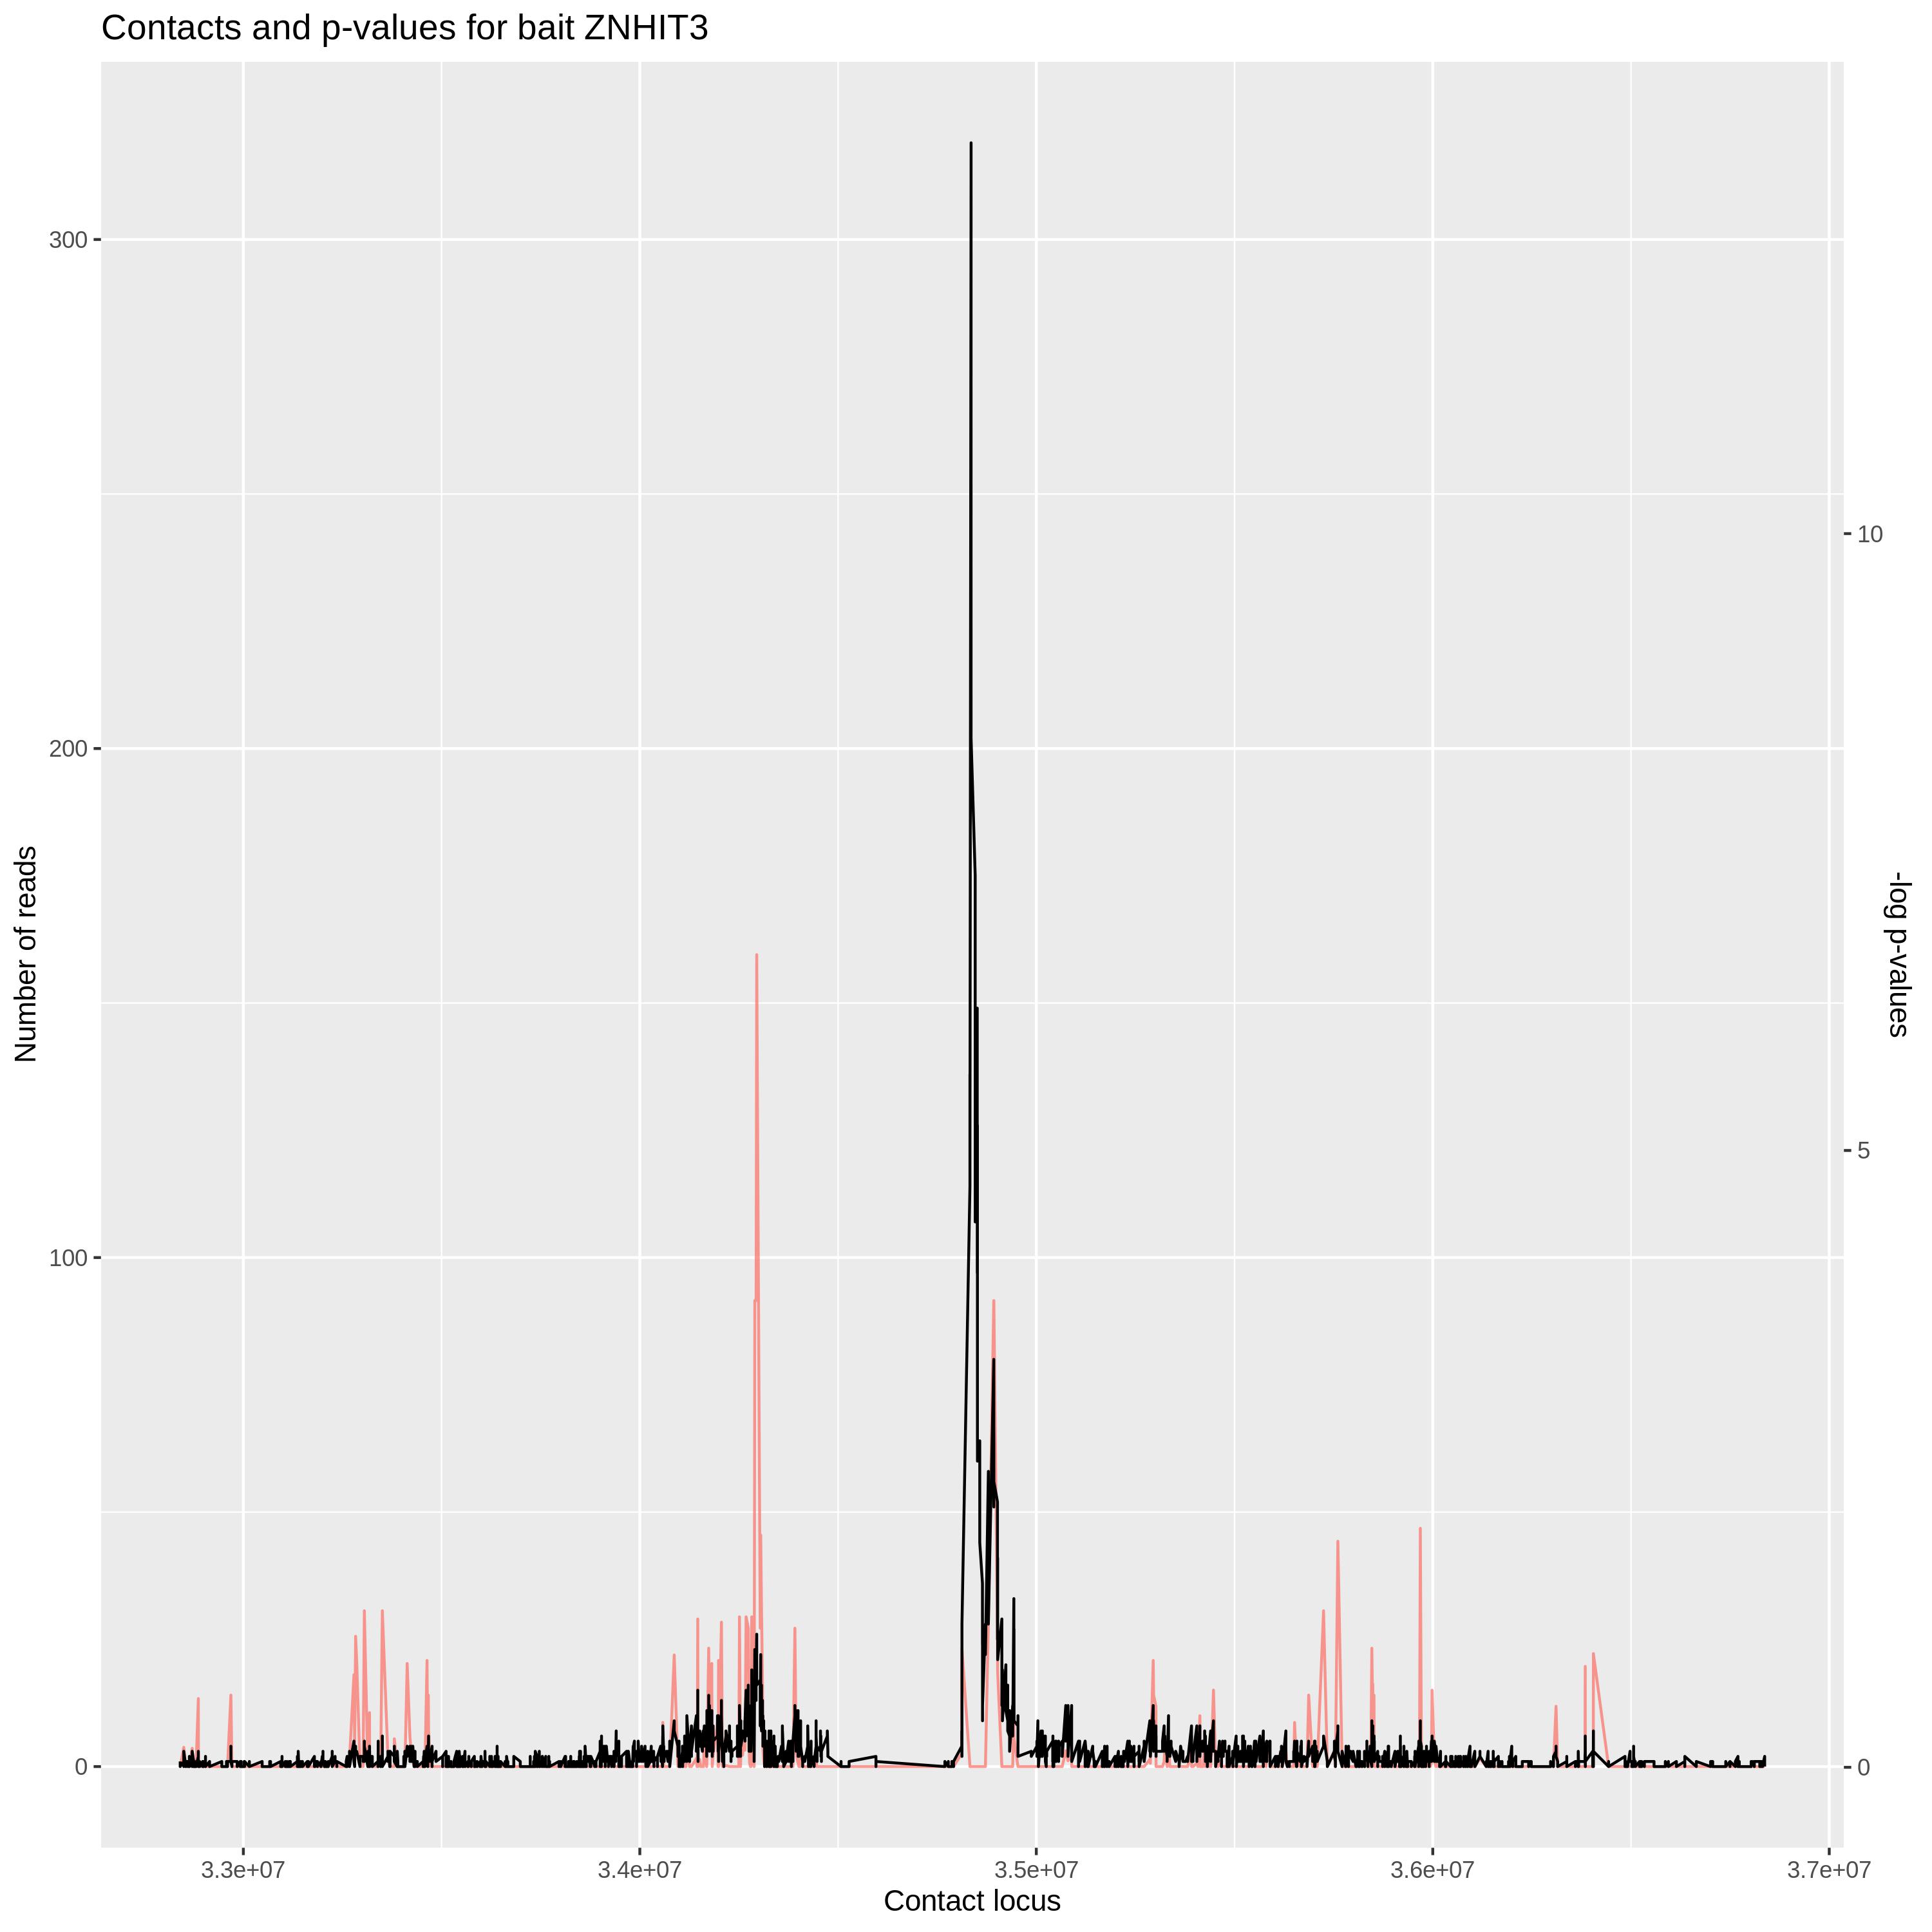 Contacts and p-values for bait ZNHIT3
300
200
100
0
Number of reads
10
5
0
-log p-values
3.3e+07
3.4e+07
3.5e+07
3.6e+07
3.7e+07
Contact locus